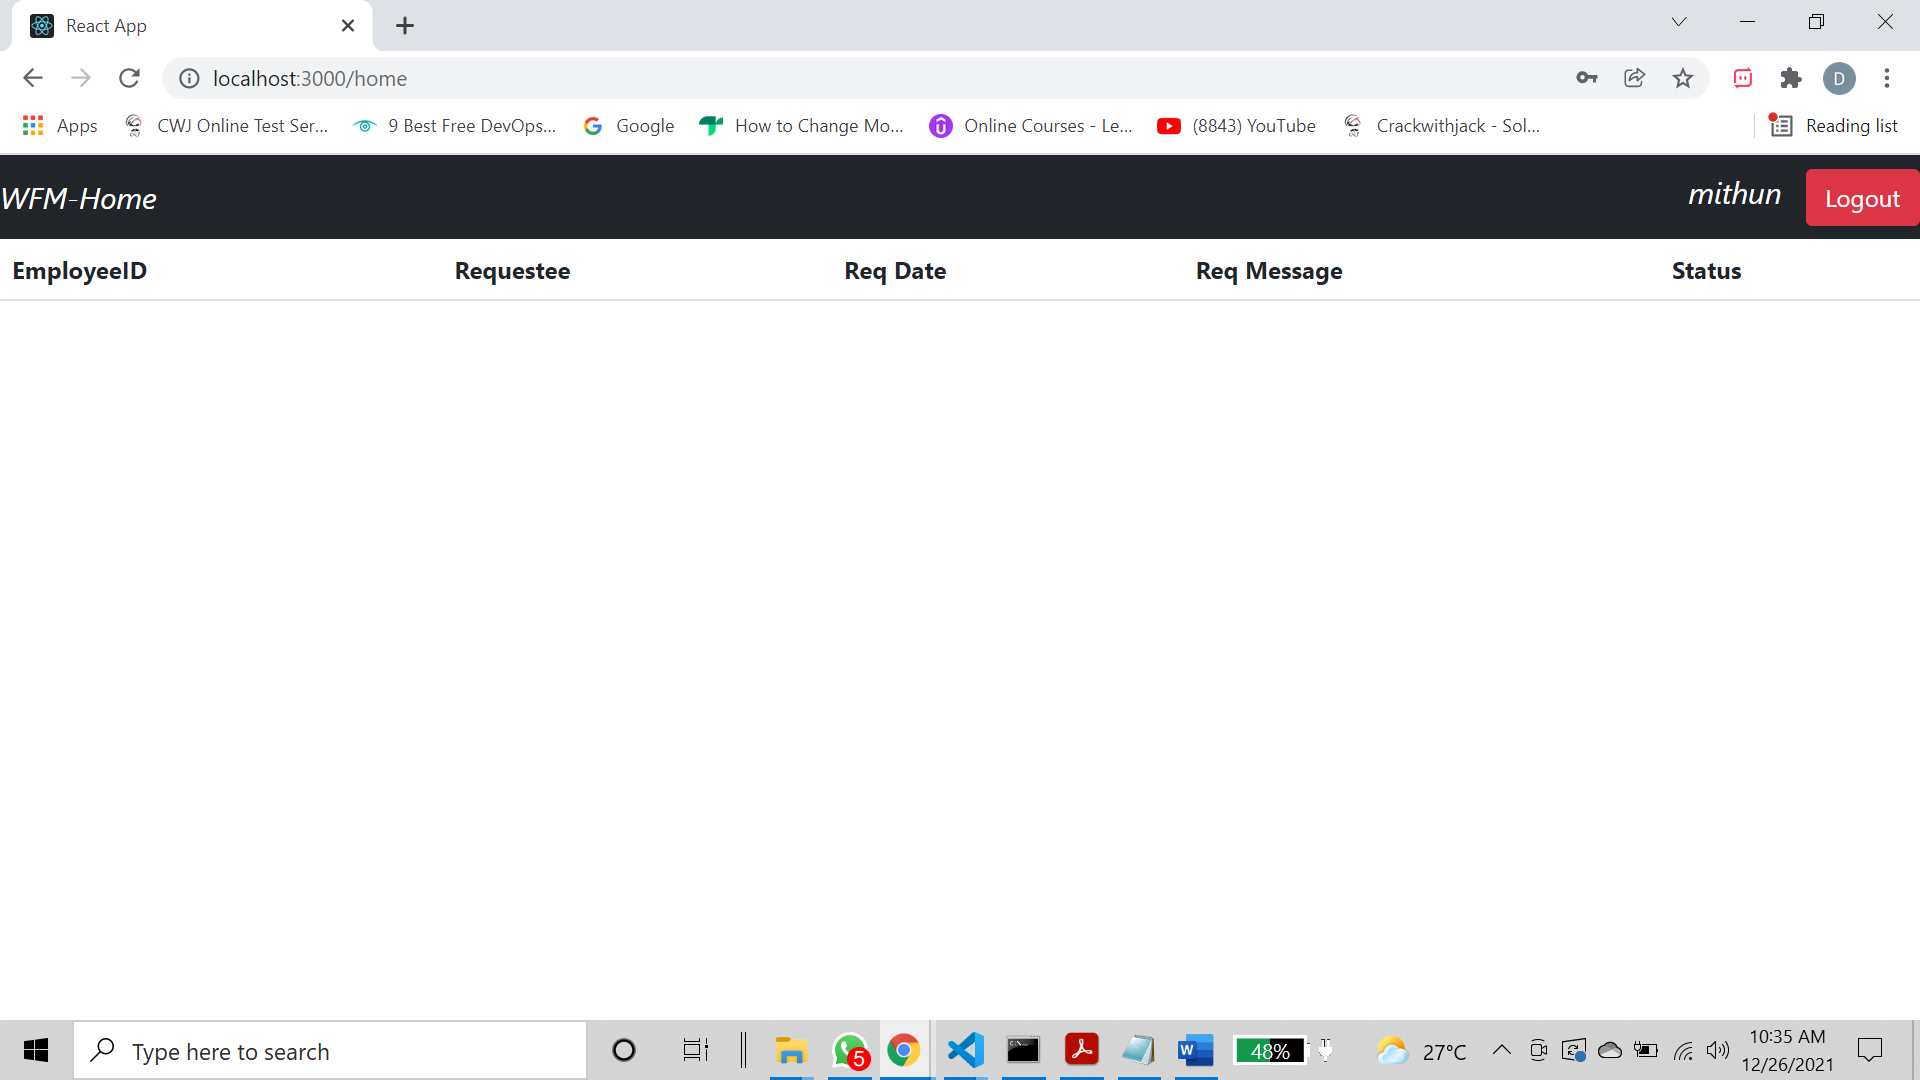 React App
localhost:3000/home
D
Apps CWJ Online Test Ser... 9 Best Free DevOps... Google How to Change Mo... Online Courses - Le... (8843) YouTube Crackwithjack - Sol... Reading list
WFM-Home mithun Logout
EmployeeID Requestee Req Date Req Message Status
Type here to search 5 48% 27°C 10:35 AM
12/26/2021